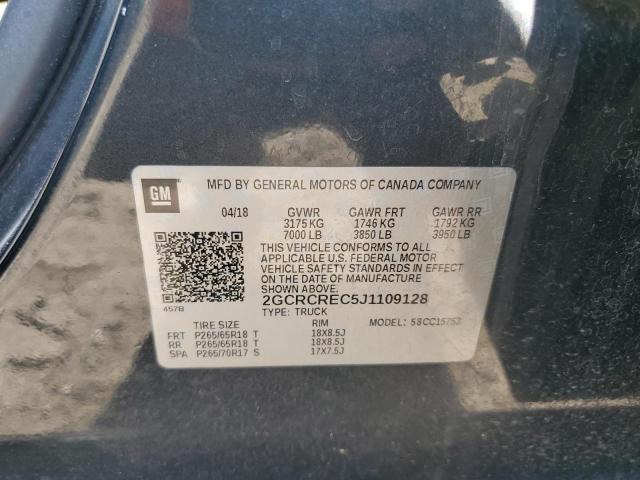 GM MFD BY GENERAL MOTORS OF CANADA COMPANY
04/18 GVWR GAWR FRT GAWR RR
3175 KG 1746 KG 1792 KG
7000 LB 3850 LB 3950 LB
THIS VEHICLE CONFORMS TO ALL
APPLICABLE U.S. FEDERAL MOTOR
VEHICLE SAFETY STANDARDS IN EFFECT
ON THE DATE OF MANUFACTURE
SHOWN ABOVE.
457B 2GCRCREC5J1109128
TYPE: TRUCK MODEL:
TIRE SIZE RIM
FRT P265/65R18 T 18X8.5J
RR P265/65R18 T 18X8.5J
SPA P265/70R17 S 17X7.5J